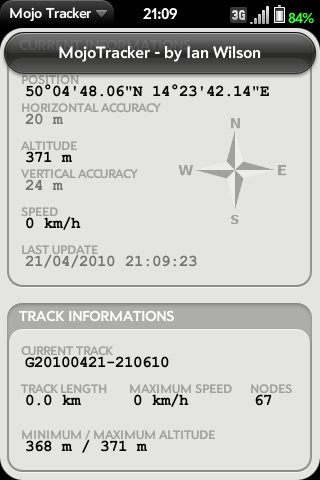 Mojo Tracker 21:09 3G 84%
CURRENT INFORMATIONS
MojoTracker - by Ian Wilson
POSITION
50°04'48.06"N 14°23'42.14"E
HORIZONTAL ACCURACY
20 m
ALTITUDE
371 m
VERTICAL ACCURACY
24 m
SPEED
0 km/h
LAST UPDATE
21/04/2010 21:09:23
N
W E
S
TRACK INFORMATIONS
CURRENT TRACK
G20100421-210610
TRACK LENGTH MAXIMUM SPEED NODES
0.0 km 0 km/h 67
MINIMUM / MAXIMUM ALTITUDE
368 m / 371 m